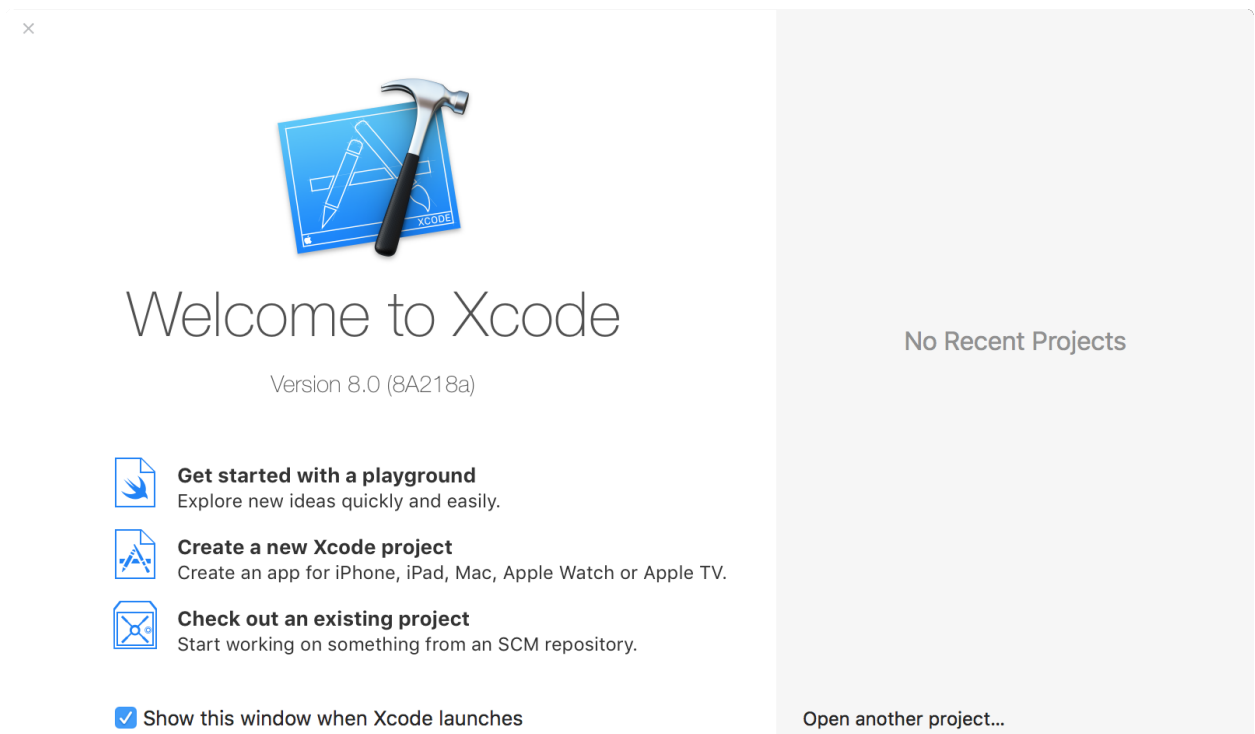 XCODE
Welcome to Xcode
Version 8.0 (8A218a)
Get started with a playground
Explore new ideas quickly and easily.
Create a new Xcode project
Create an app for iPhone, iPad, Mac, Apple Watch or Apple TV.
Check out an existing project
Start working on something from an SCM repository.
Show this window when Xcode launches
No Recent Projects
Open another project...